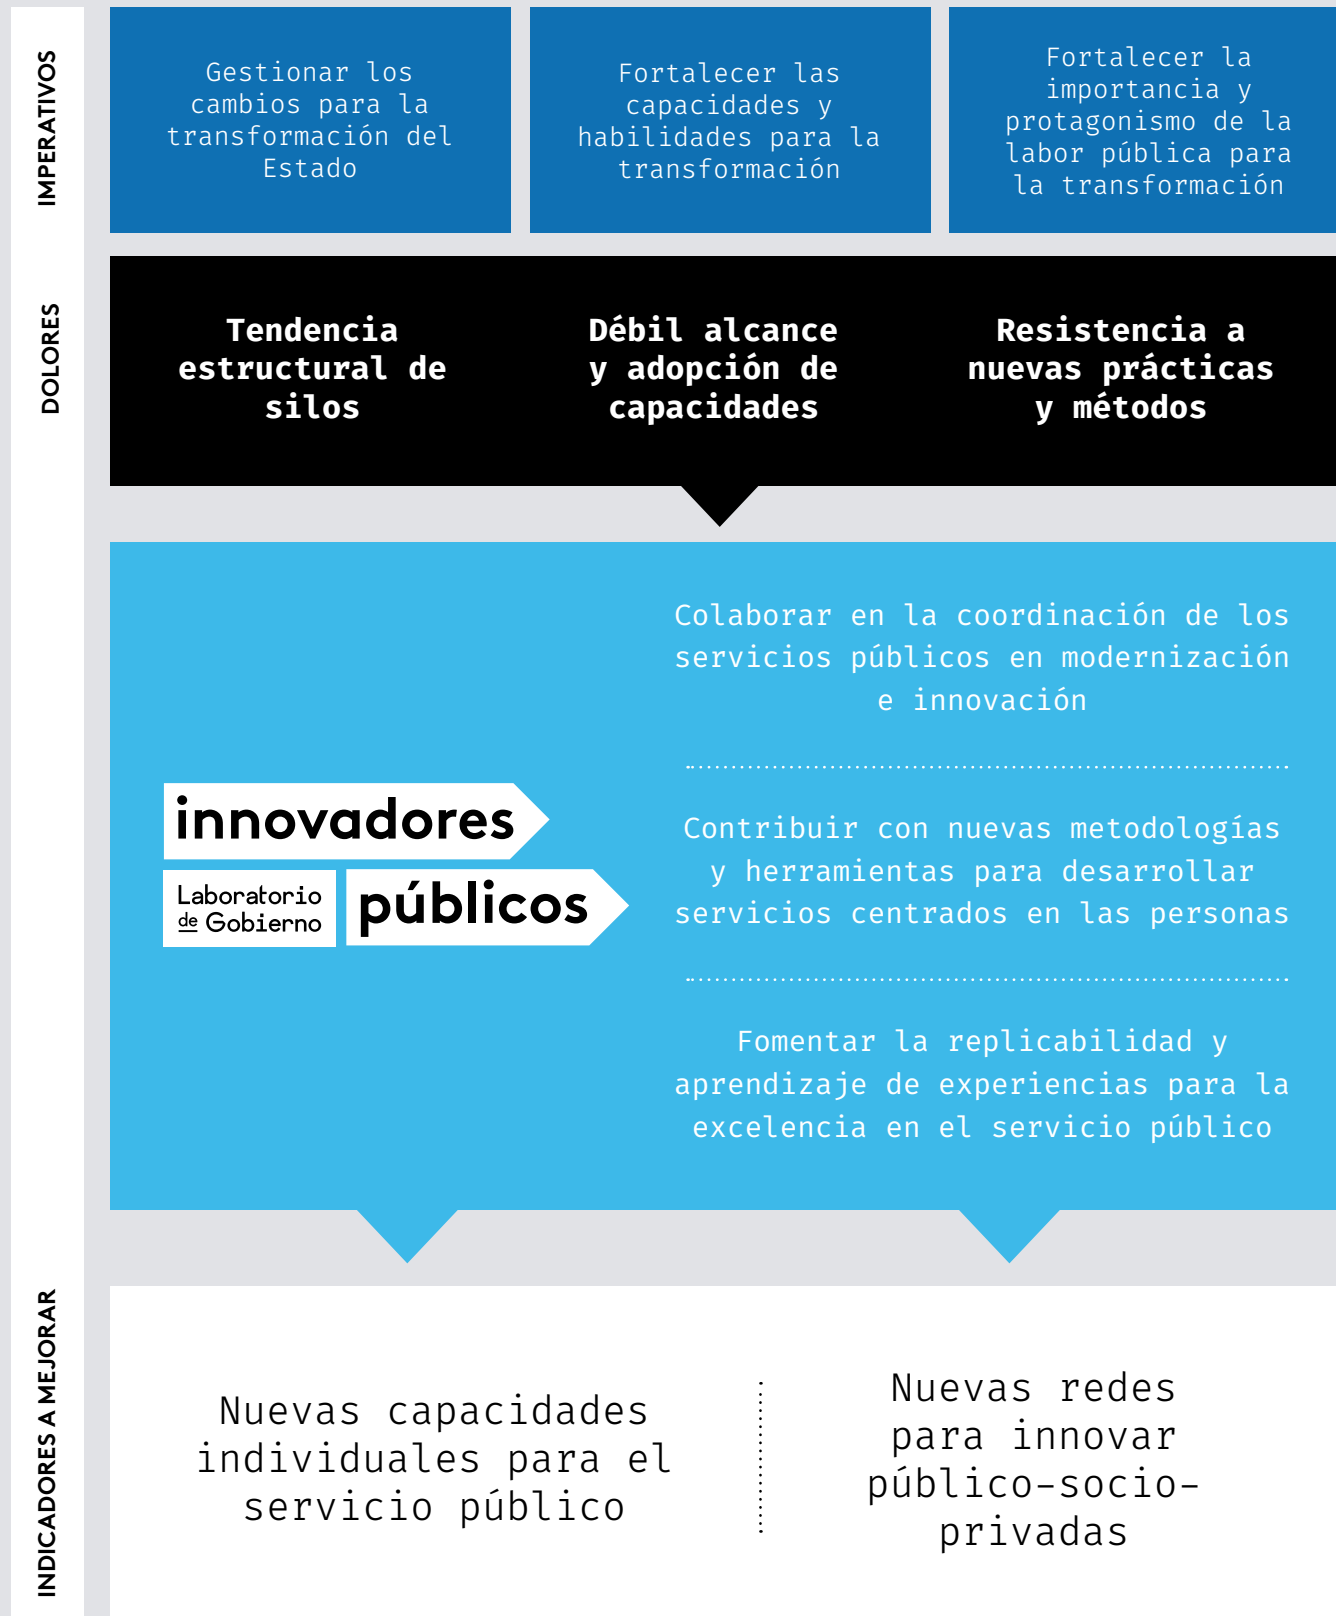 IMPERATIVOS
Gestionar los
cambios para la
transformación del
Estado
Fortalecer las
capacidades y
habilidades para la
transformación
Fortalecer la
importancia y
protagonismo de la
labor pública para
la transformación
DOLORES
Tendencia
estructural de
silos
Débil alcance
y adopción de
capacidades
Resistencia a
nuevas prácticas
y métodos
innovadores
Laboratorio
de Gobierno
públicos
Colaborar en la coordinación de los
servicios públicos en modernización
e innovación
Contribuir con nuevas metodologías
y herramientas para desarrollar
servicios centrados en las personas
Fomentar la replicabilidad y
aprendizaje de experiencias para la
excelencia en el servicio público
INDICADORES A MEJORAR
Nuevas capacidades
individuales para el
servicio público
Nuevas redes
para innovar
público-socio-
privadas